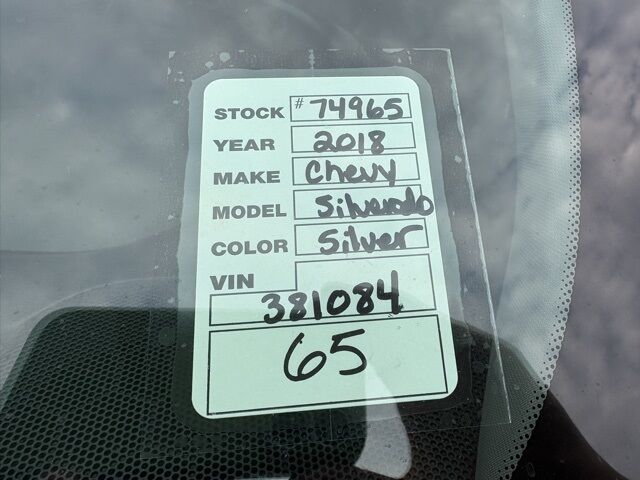 STOCK # 74965
YEAR 2018
MAKE Chevy
MODEL Silverado
COLOR Silver
VIN
381084
65